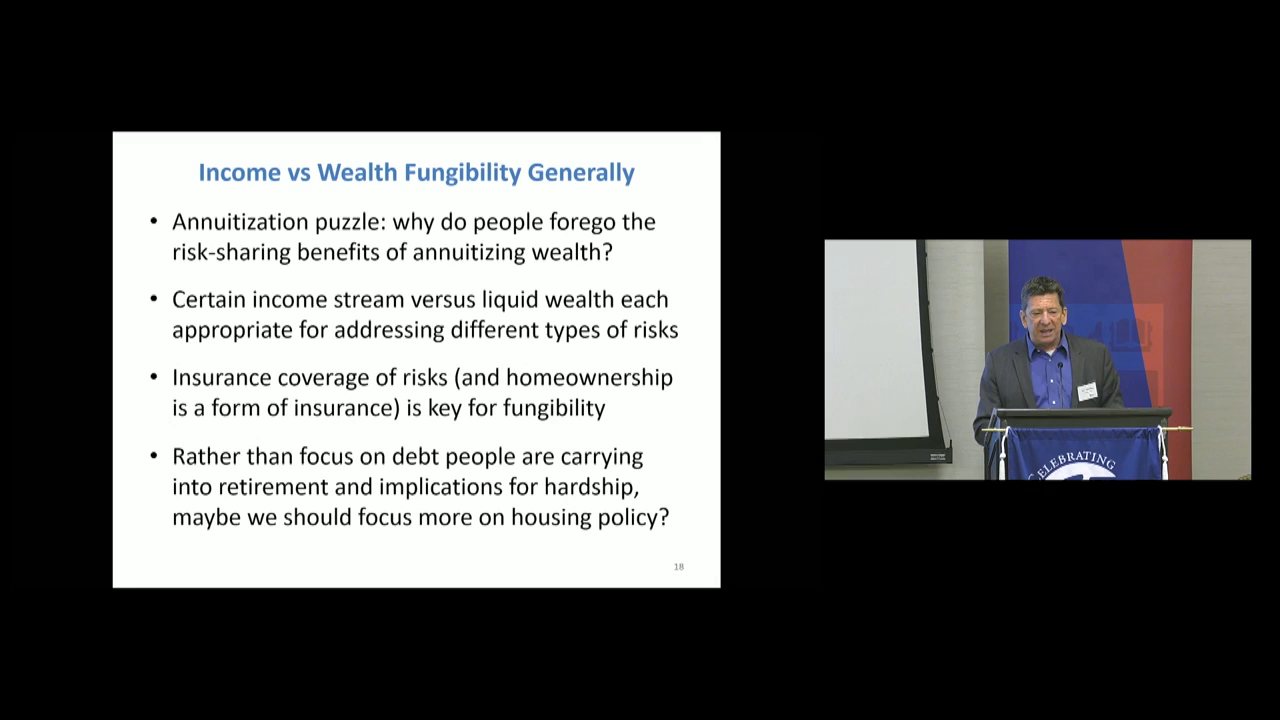 Income vs Wealth Fungibility Generally
• Annuitization puzzle: why do people forego the
risk-sharing benefits of annuitizing wealth?
• Certain income stream versus liquid wealth each
appropriate for addressing different types of risks
• Insurance coverage of risks (and homeownership
is a form of insurance) is key for fungibility
• Rather than focus on debt people are carrying
into retirement and implications for hardship,
maybe we should focus more on housing policy?
18
CELEBRATING